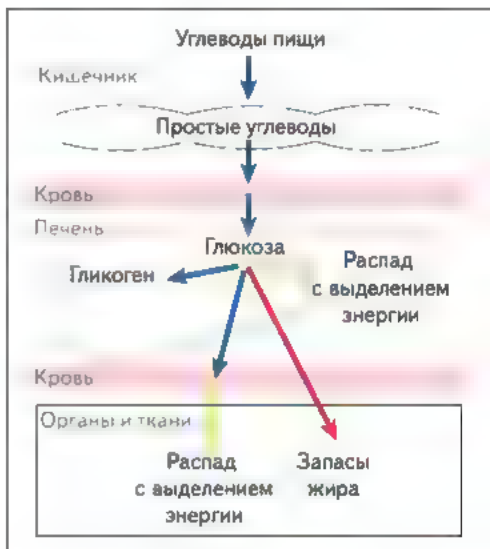 Углеводы пищи
Кишечник
Простые углеводы
Кровь
Печень
Глюкоза
Гликоген
Распад
с выделением
энергии
Кровь
Органы и ткани
Распад
с выделением
энергии
Запасы
жира